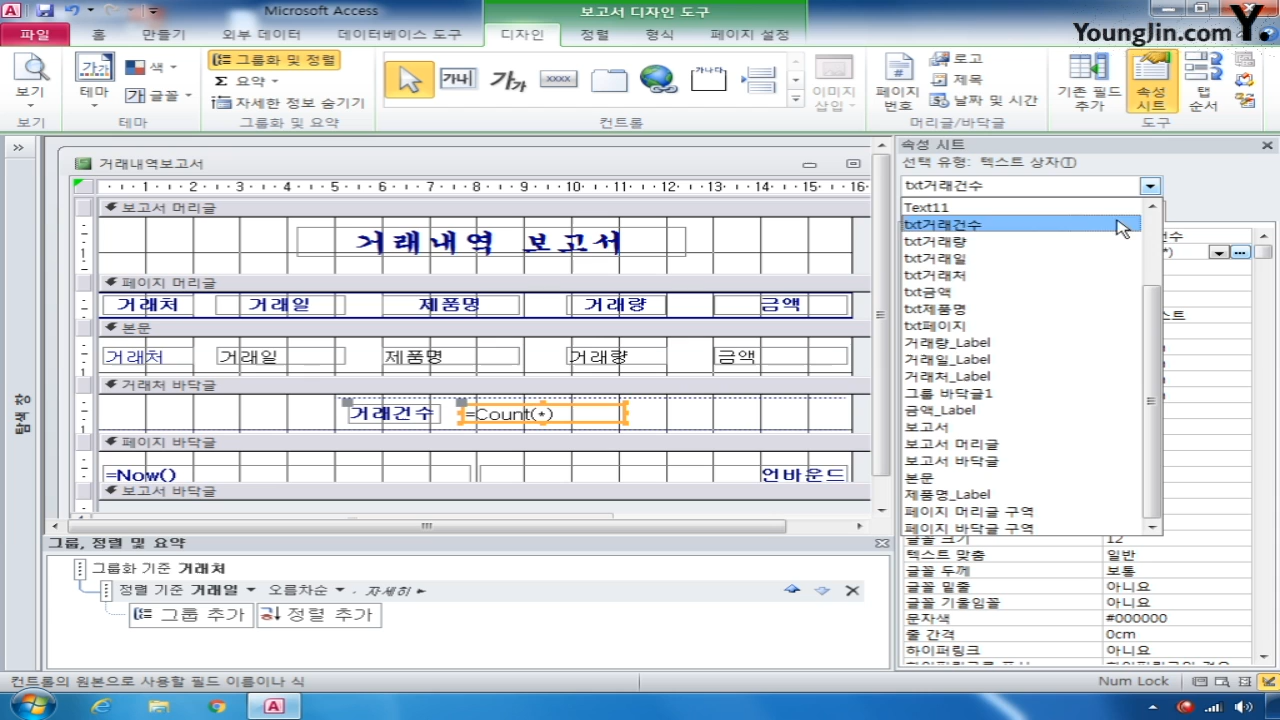 Microsoft Access
보고서 디자인 도구
파일 홈 만들기 외부 데이터 데이터베이스 도구 디자인 정렬 형식 페이지 설정
YoungJin.com Y.
보기
테마
색
가가 글꼴
그룹화 및 정렬
Σ 요약
자세한 정보 숨기기
이미지 삽입
페이지 번호
로고
제목
날짜 및 시간
기존 필드 추가
속성 시트
탭 순서
보기 테마 그룹화 및 요약 컨트롤 머리글/바닥글 도구
탐색 창
거래내역보고서
1 2 3 4 5 6 7 8 9 10 11 12 13 14 15 16
보고서 머리글
거래내역 보고서
페이지 머리글
거래처 거래일 제품명 거래량 금액
본문
거래처 거래일 제품명 거래량 금액
거래처 바닥글
거래건수 =Count(*)
페이지 바닥글
=Now() 언바운드
보고서 바닥글
그룹, 정렬 및 요약
그룹화 기준 거래처
정렬 기준 거래일 오름차순 자세히
그룹 추가 정렬 추가
속성 시트
선택 유형: 텍스트 상자(T)
txt거래건수
Text11
txt거래건수
txt거래량
txt거래일
txt거래처
txt금액
txt제품명
txt페이지
거래량_Label
거래일_Label
거래처_Label
그룹 바닥글1
금액_Label
보고서
보고서 머리글
보고서 바닥글
본문
제품명_Label
페이지 머리글 구역
페이지 바닥글 구역
글꼴 크기 12
텍스트 맞춤 일반
글꼴 두께 보통
글꼴 밑줄 아니요
글꼴 기울임꼴 아니요
문자색 #000000
줄 간격 0cm
하이퍼링크 아니요
컨트롤의 원본으로 사용할 필드 이름이나 식
Num Lock